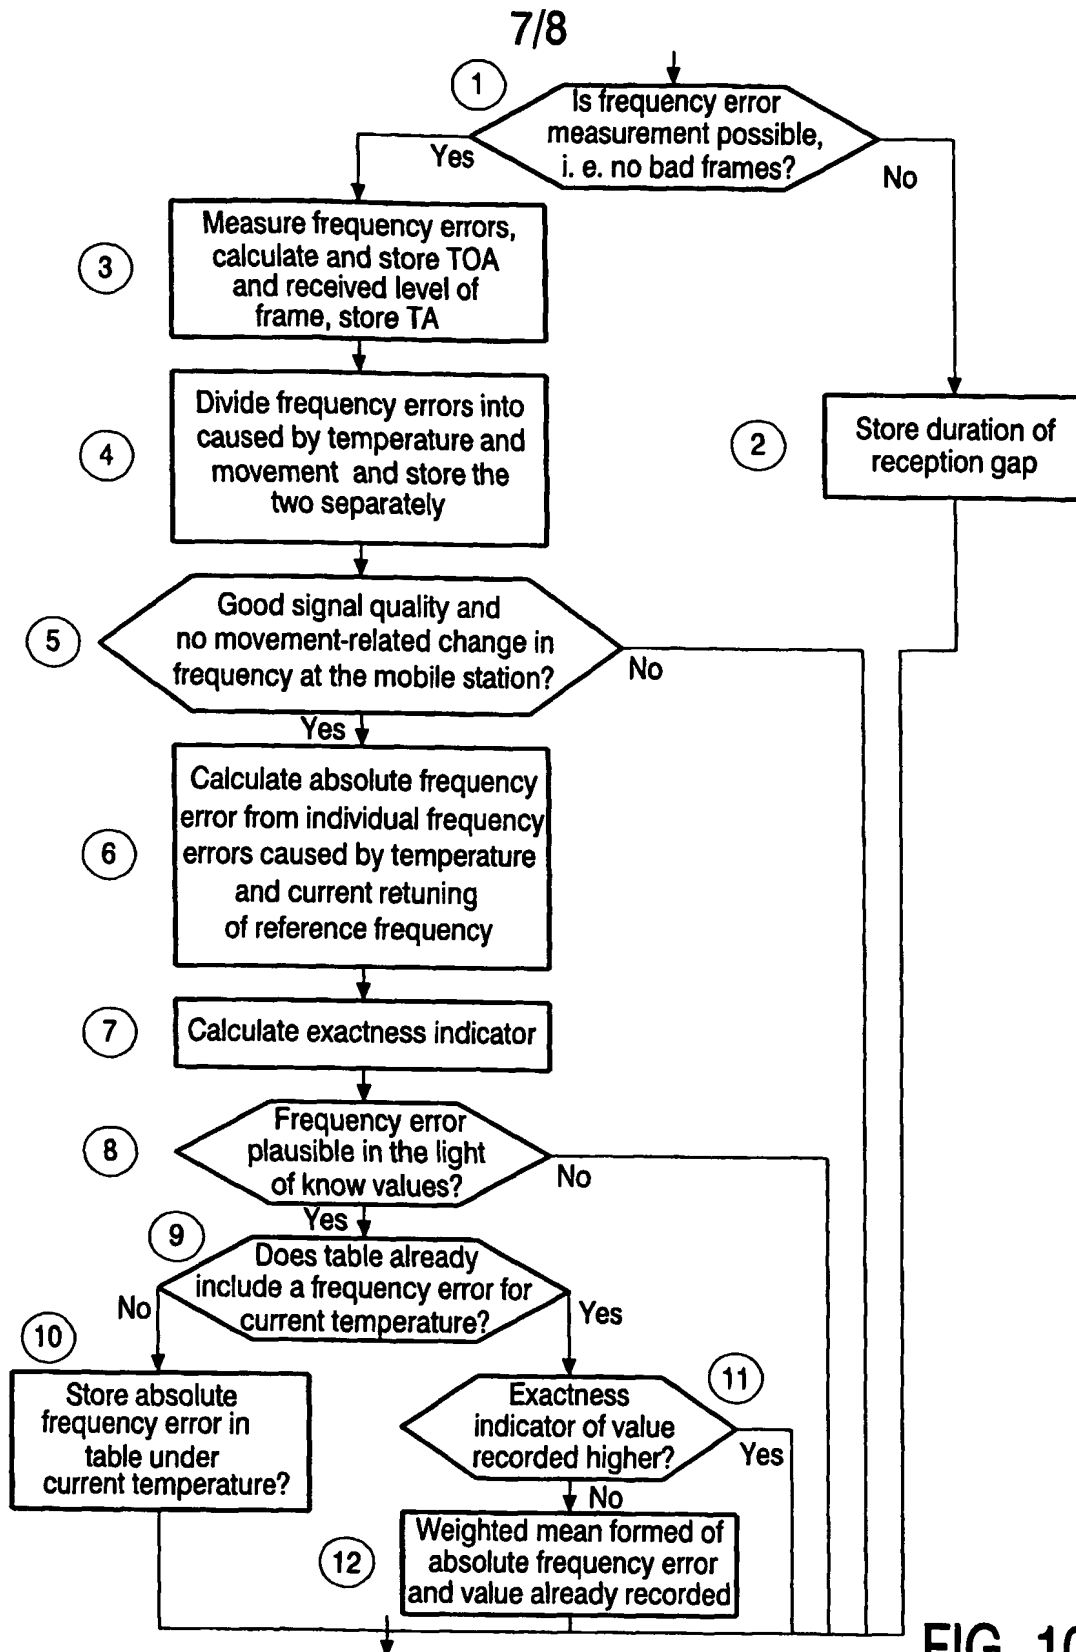 7/8
1
Is frequency error
measurement possible,
i. e. no bad frames?
Yes
No
3
Measure frequency errors,
calculate and store TOA
and received level of
frame, store TA
4
Divide frequency errors into
caused by temperature and
movement and store the
two separately
2
Store duration of
reception gap
5
Good signal quality and
no movement-related change in
frequency at the mobile station?
No
Yes
6
Calculate absolute frequency
error from individual frequency
errors caused by temperature
and current retuning
of reference frequency
7
Calculate exactness indicator
8
Frequency error
plausible in the light
of know values?
No
Yes
9
Does table already
include a frequency error for
current temperature?
No
Yes
10
Store absolute
frequency error in
table under
current temperature?
11
Exactness
indicator of value
recorded higher?
Yes
No
12
Weighted mean formed of
absolute frequency error
and value already recorded
FIG. 10